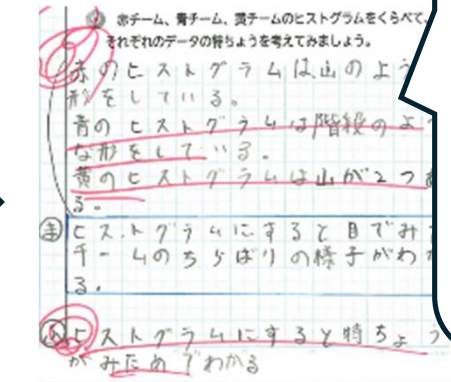 赤チーム、青チーム、黄チームのヒストグラムをくらべて、
それぞれのデータの特ちょうを考えてみましょう。
赤のヒストグラムは山のよう
形をしている。
青のヒストグラムは階段のよ
な形をしている。
黄のヒストグラムは山が2つ
る。
ま ヒストグラムにすると目でみ
チームのちらばりの様子がわ
る。
ふ ヒストグラムにすると特ちょう
がみためでわかる